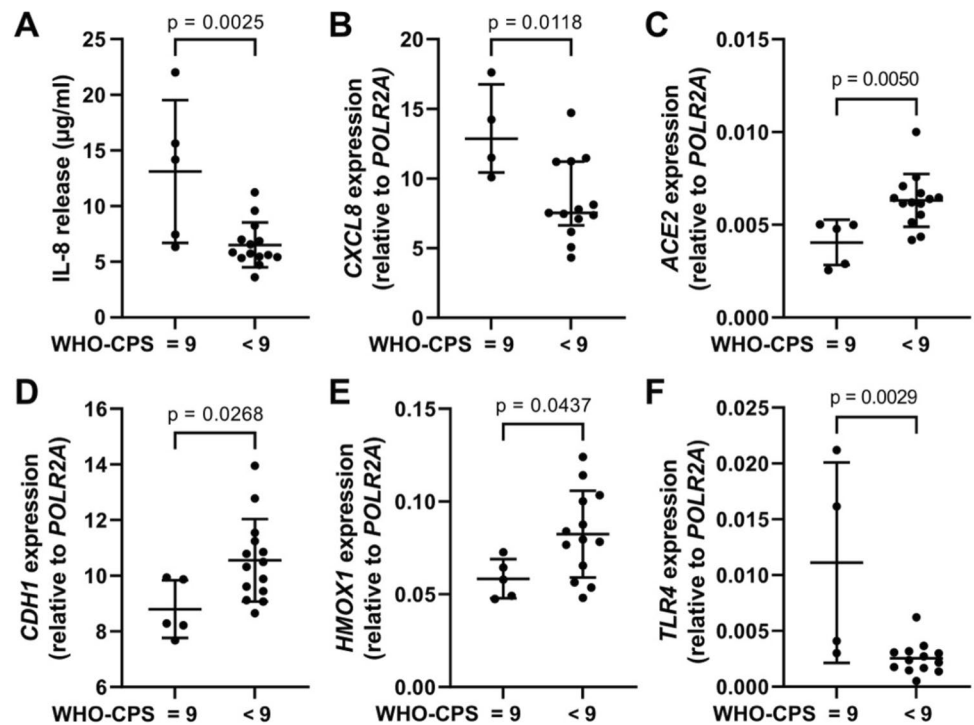 A
p = 0.0025
IL-8 release (µg/ml)
25
20
15
10
5
0
WHO-CPS = 9 < 9
B
p = 0.0118
CXCL8 expression
(relative to POLR2A)
20
15
10
5
0
WHO-CPS = 9 < 9
C
p = 0.0050
ACE2 expression
(relative to POLR2A)
0.015
0.010
0.005
0.000
WHO-CPS = 9 < 9
D
p = 0.0268
CDH1 expression
(relative to POLR2A)
16
14
12
10
8
6
WHO-CPS = 9 < 9
E
p = 0.0437
HMOX1 expression
(relative to POLR2A)
0.15
0.10
0.05
0.00
WHO-CPS = 9 < 9
F
p = 0.0029
TLR4 expression
(relative to POLR2A)
0.025
0.020
0.015
0.010
0.005
0.000
WHO-CPS = 9 < 9